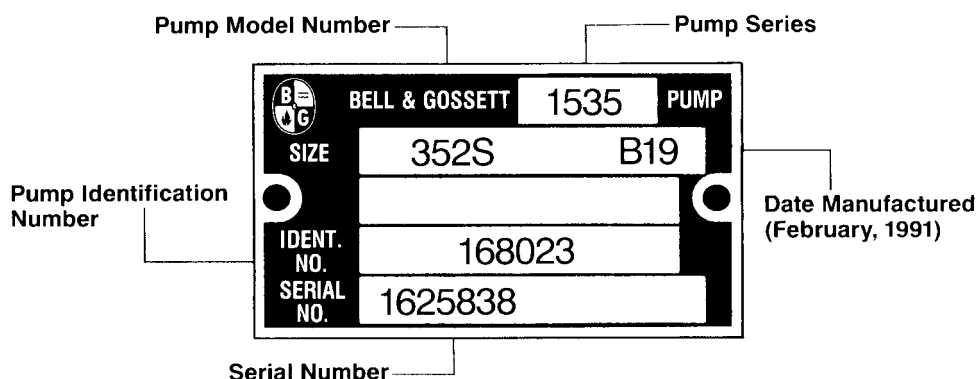 Pump Model Number
Pump Series
B G
BELL & GOSSETT 1535 PUMP
SIZE 352S B19
Pump Identification
Number
Date Manufactured
(February, 1991)
IDENT.
NO. 168023
SERIAL
NO. 1625838
Serial Number